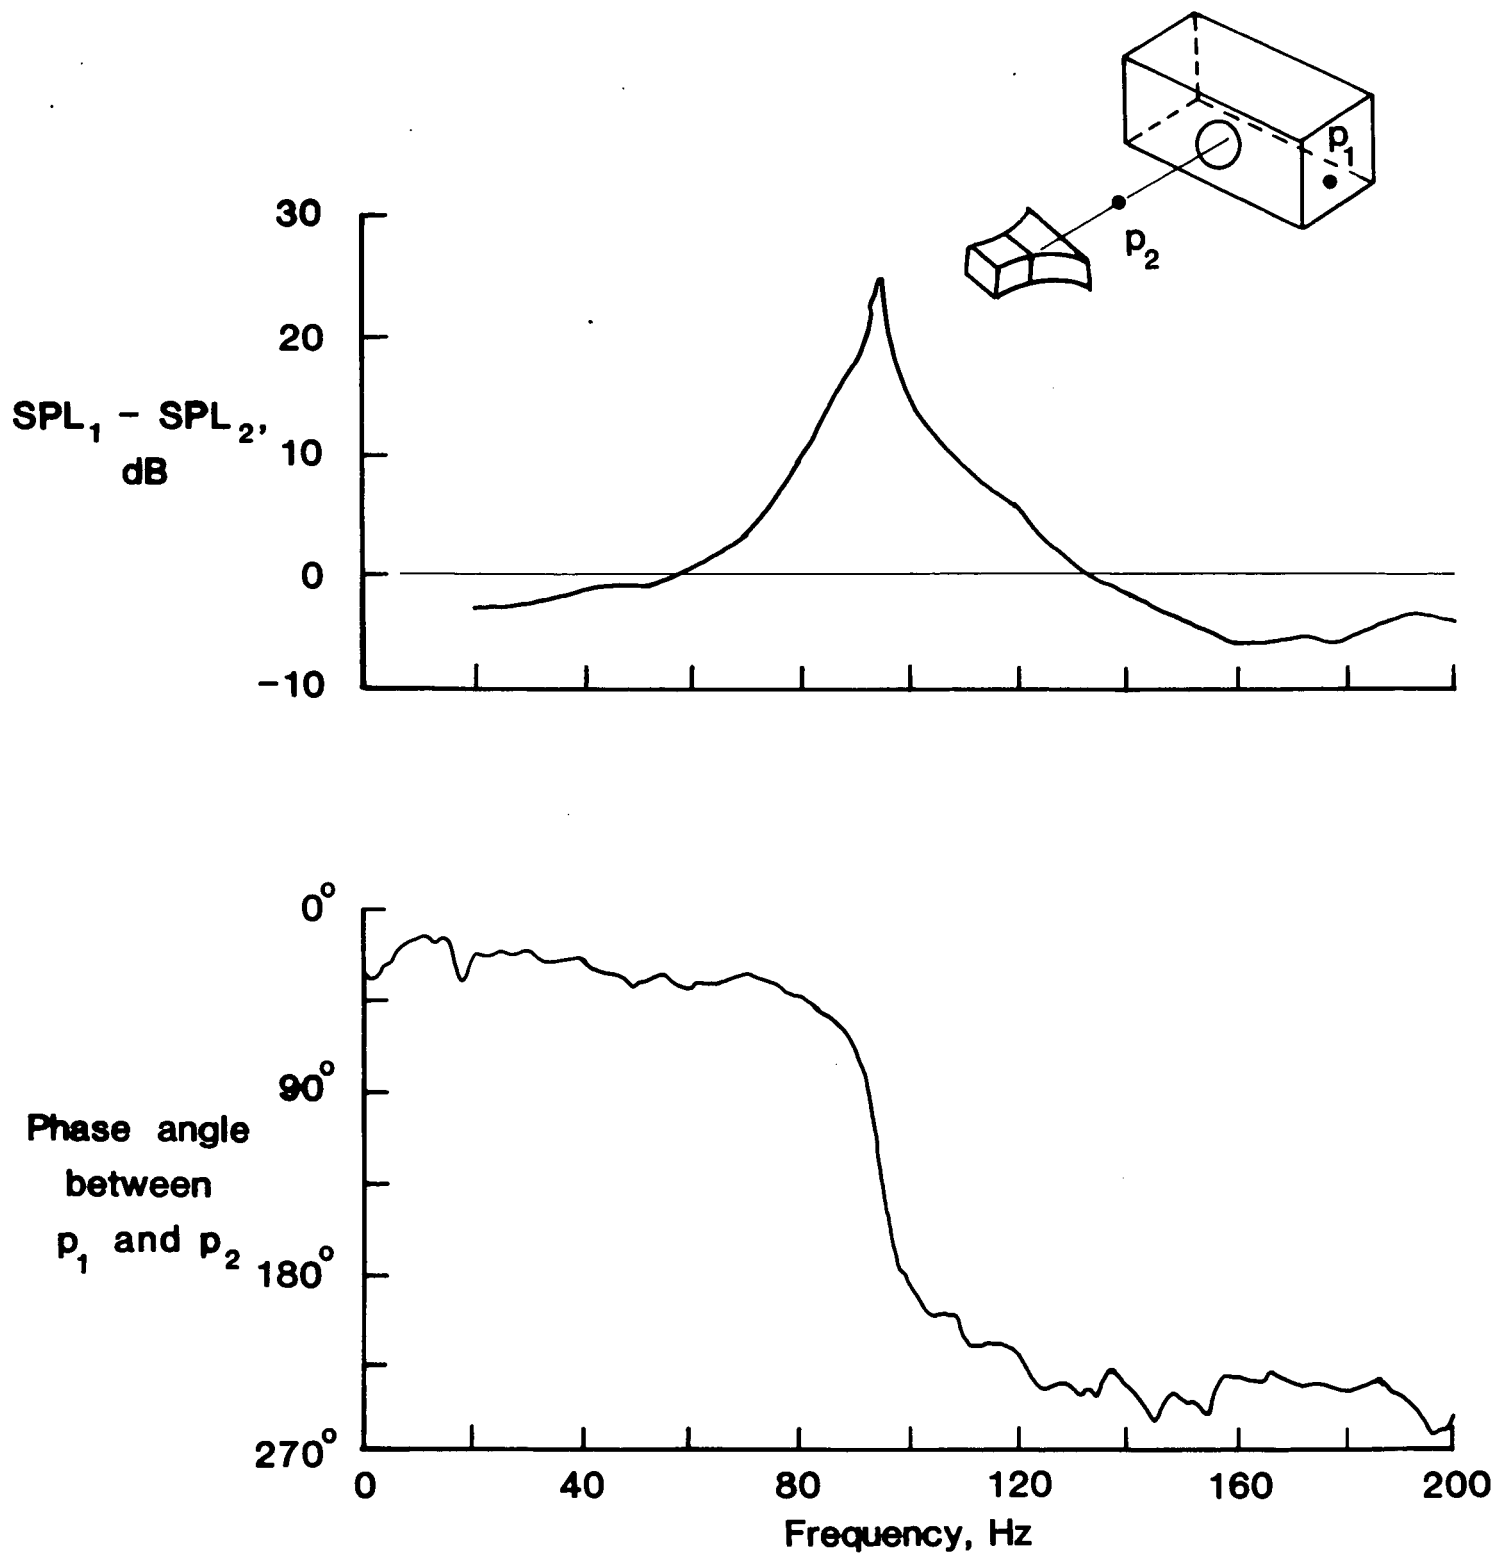 p1
p2
30
20
SPL1 − SPL2,
dB
10
0
−10
0°
90°
Phase angle
between
p1 and p2
180°
270°
0 40 80 120 160 200
Frequency, Hz